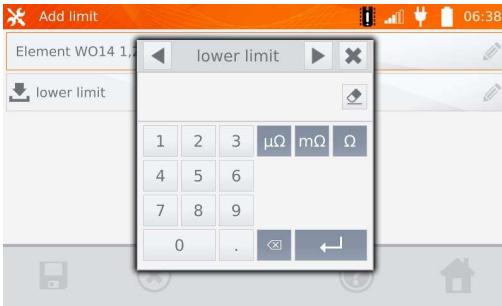 Add limit
06:38
Element WO14 1,
lower limit
lower limit
1 2 3 μΩ mΩ Ω
4 5 6
7 8 9
0 .